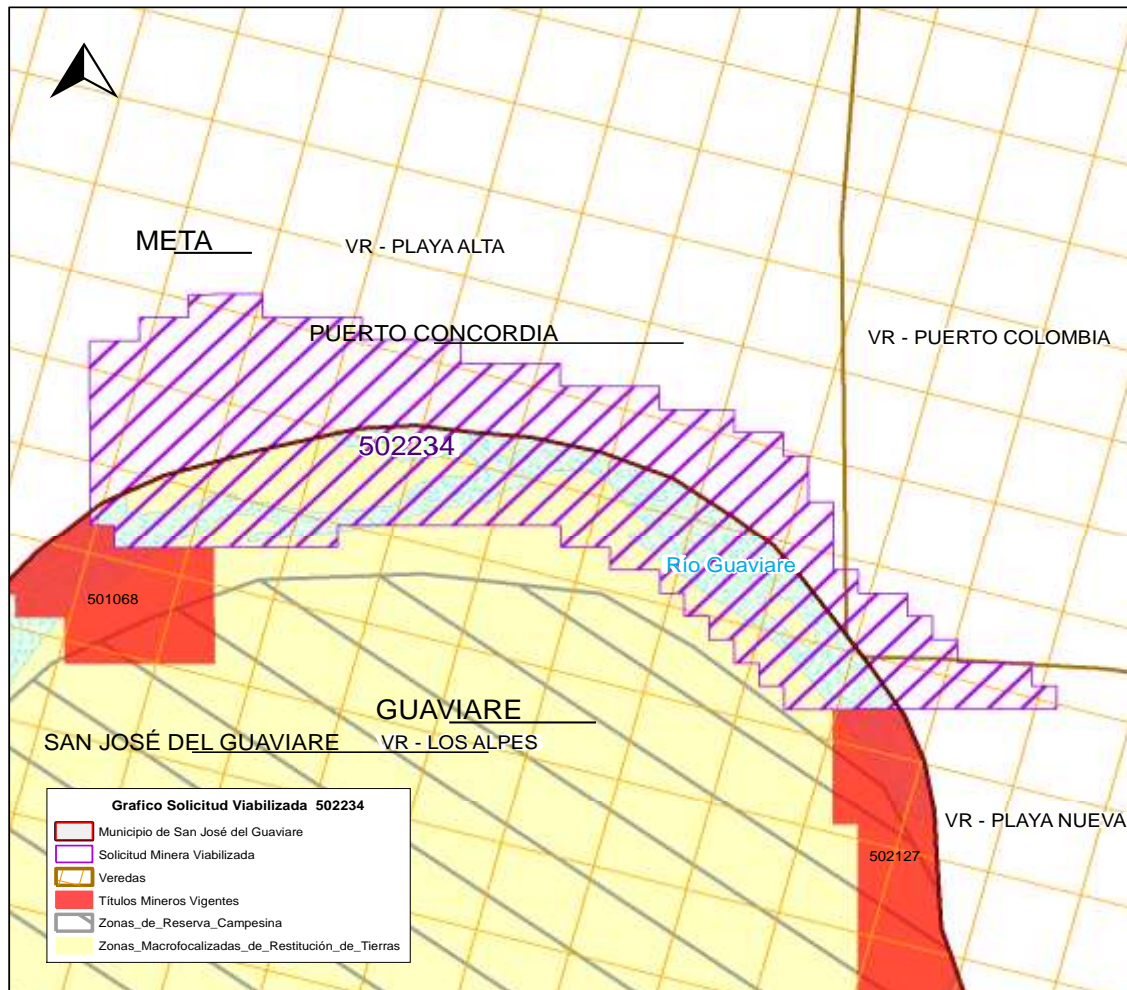 META
VR - PLAYA ALTA
PUERTO CONCORDIA
VR - PUERTO COLOMBIA
502234
Río Guaviare
501068
GUAVIARE
SAN JOSÉ DEL GUAVIARE
VR - LOS ALPES
VR - PLAYA NUEVA
502127
Grafico Solicitud Viabilizada 502234
Municipio de San José del Guaviare
Solicitud Minera Viabilizada
Veredas
Títulos Mineros Vigentes
Zonas_de_Reserva_Campesina
Zonas_Macrofocalizadas_de_Restitución_de_Tierras